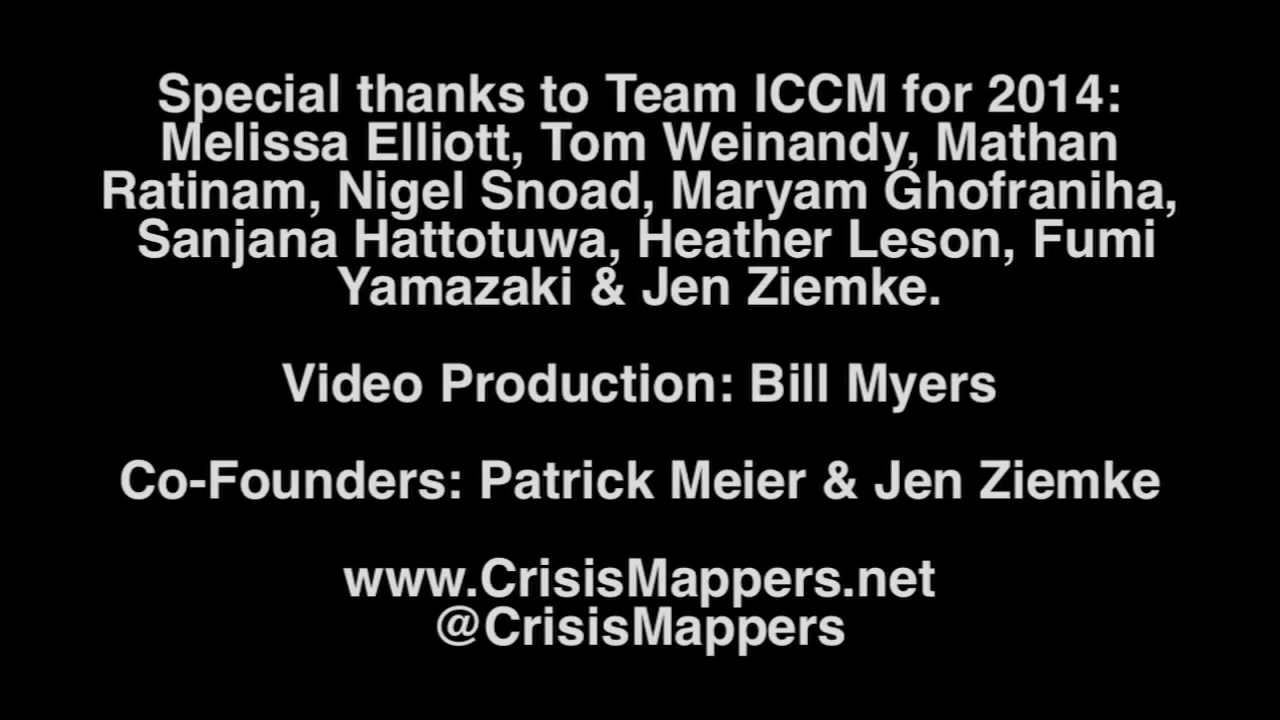 Special thanks to Team ICCM for 2014:
Melissa Elliott, Tom Weinandy, Mathan
Ratinam, Nigel Snoad, Maryam Ghofraniha,
Sanjana Hattotuwa, Heather Leson, Fumi
Yamazaki & Jen Ziemke.
Video Production: Bill Myers
Co-Founders: Patrick Meier & Jen Ziemke
www.CrisisMappers.net
@CrisisMappers